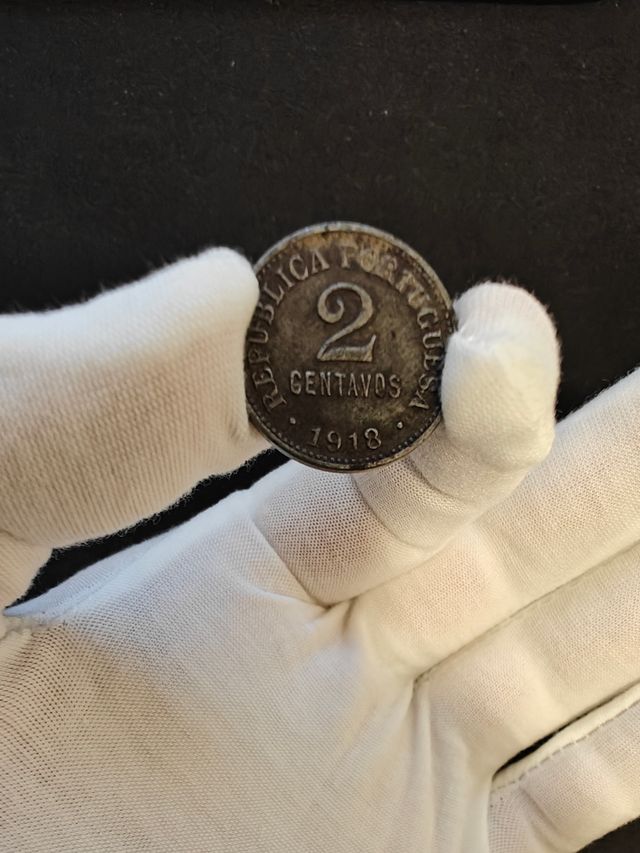 REPUBLICA PORTUGUESA
2
CENTAVOS
• 1918 •